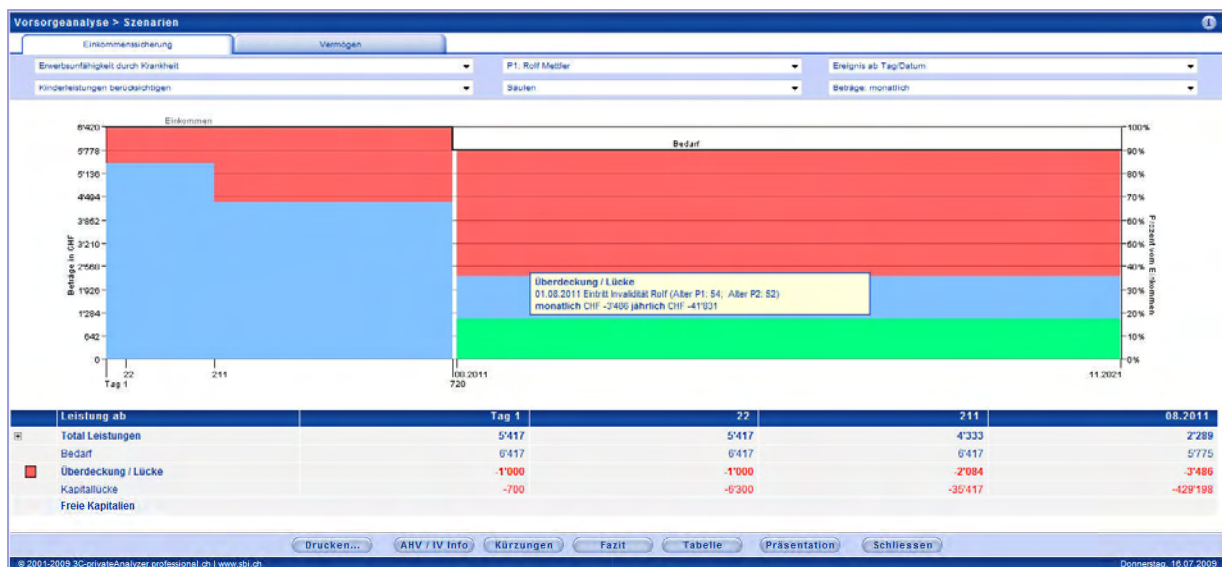 Vorsorgeanalyse > Szenarien
Einkommenssicherung Vermögen
Erwerbsunfähigkeit durch Krankheit P1: Rolf Mettler Ereignis ab Tag/Datum
Kinderleistungen berücksichtigen Säulen Beträge: monatlich
Einkommen
Bedarf
Beträge in CHF
6'420
5'778
5'136
4'494
3'852
3'210
2'568
1'926
1'284
642
0
100%
90%
80%
70%
60%
50%
40%
30%
20%
10%
0%
Prozent vom Einkommen
Überdeckung / Lücke
01.08.2011 Eintritt Invalidität Rolf (Alter P1: 54; Alter P2: 52)
monatlich CHF -3'486 jährlich CHF -41'831
22 211 08.2011 11.2021
Tag 1 720
Leistung ab Tag 1 22 211 08.2011
Total Leistungen 5'417 5'417 4'333 2'289
Bedarf 6'417 6'417 6'417 5'775
Überdeckung / Lücke -1'000 -1'000 -2'084 -3'486
Kapitallücke -700 -6'300 -35'417 -429'198
Freie Kapitalien
Drucken... AHV / IV Info Kürzungen Fazit Tabelle Präsentation Schliessen
© 2001-2009 3C-privateAnalyzer.professional.ch | www.sbi.ch Donnerstag, 16.07.2009